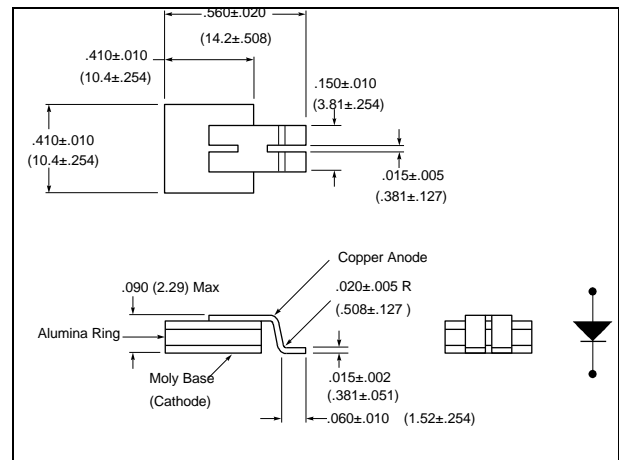 .560±.020
(14.2±.508)
.410±.010
(10.4±.254)
.150±.010
(3.81±.254)
.410±.010
(10.4±.254)
.015±.005
(.381±.127)
Copper Anode
.090 (2.29) Max
.020±.005 R
(.508±.127 )
Alumina Ring
Moly Base
(Cathode)
.015±.002
(.381±.051)
.060±.010 (1.52±.254)